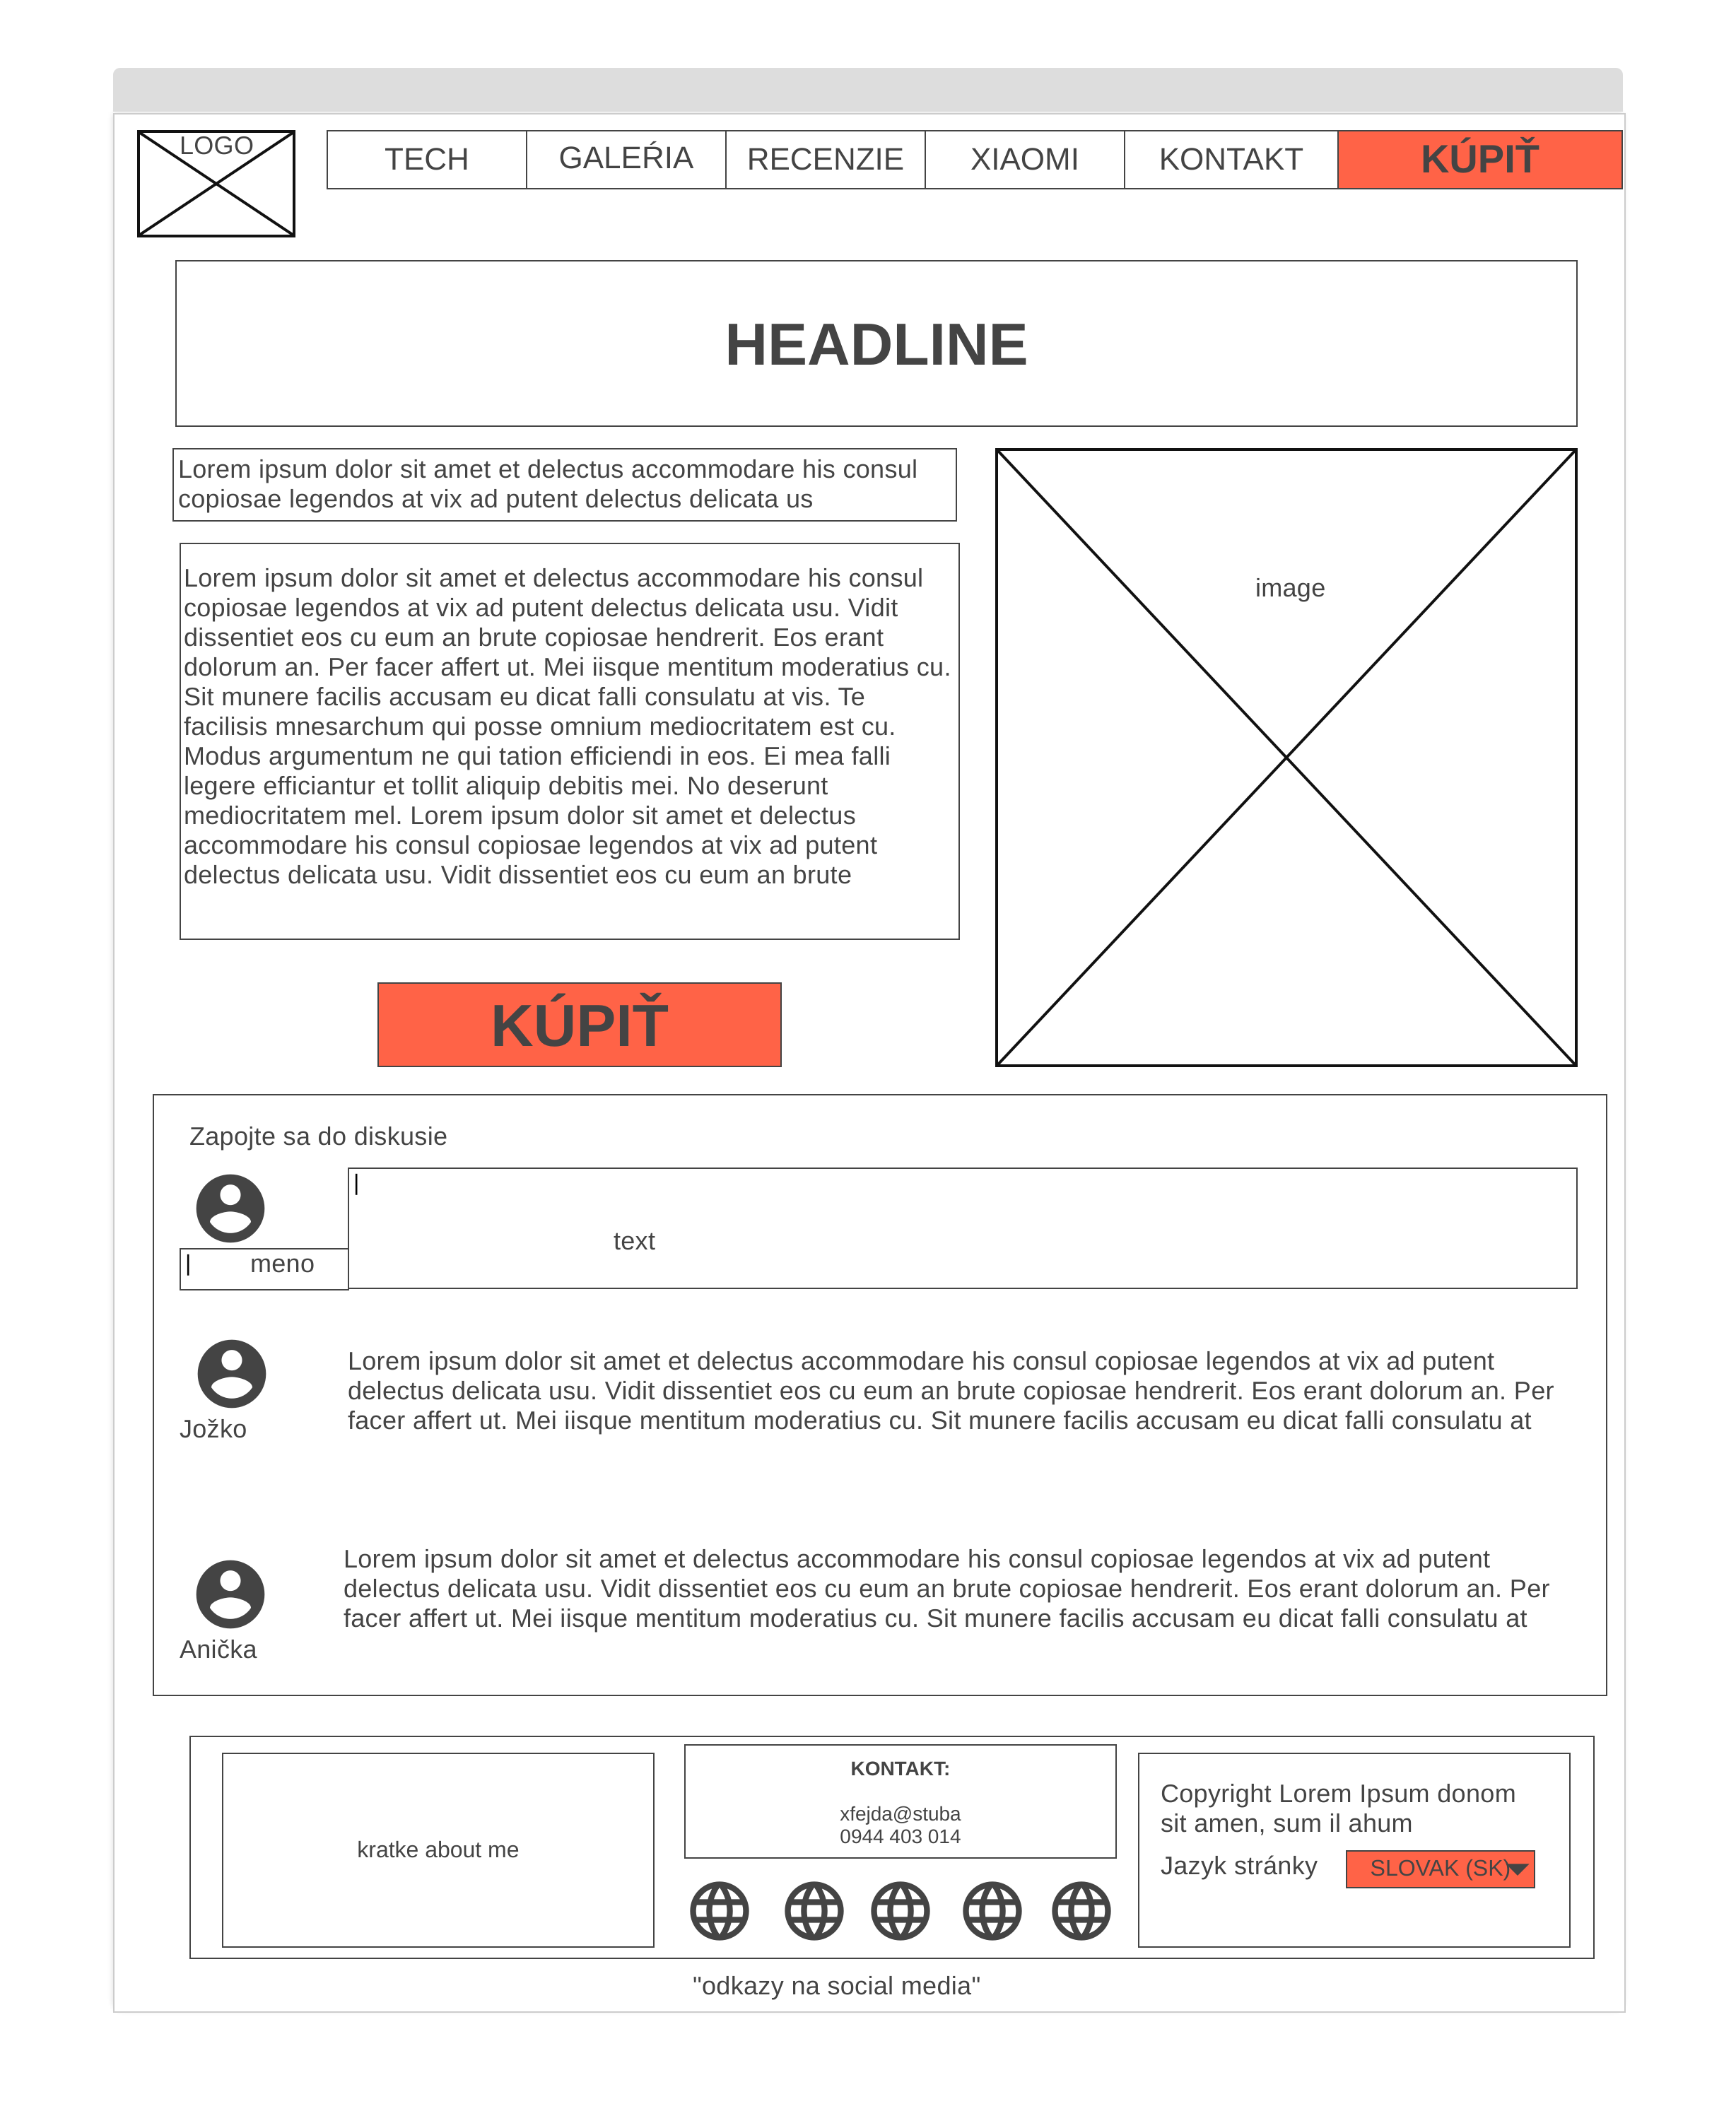 LOGO
TECH
GALEŔIA
RECENZIE
XIAOMI
KONTAKT
KÚPIŤ
HEADLINE
Lorem ipsum dolor sit amet et delectus accommodare his consul
copiosae legendos at vix ad putent delectus delicata us
image
Lorem ipsum dolor sit amet et delectus accommodare his consul
copiosae legendos at vix ad putent delectus delicata usu. Vidit
dissentiet eos cu eum an brute copiosae hendrerit. Eos erant
dolorum an. Per facer affert ut. Mei iisque mentitum moderatius cu.
Sit munere facilis accusam eu dicat falli consulatu at vis. Te
facilisis mnesarchum qui posse omnium mediocritatem est cu.
Modus argumentum ne qui tation efficiendi in eos. Ei mea falli
legere efficiantur et tollit aliquip debitis mei. No deserunt
mediocritatem mel. Lorem ipsum dolor sit amet et delectus
accommodare his consul copiosae legendos at vix ad putent
delectus delicata usu. Vidit dissentiet eos cu eum an brute
KÚPIŤ
Zapojte sa do diskusie
text
meno
Lorem ipsum dolor sit amet et delectus accommodare his consul copiosae legendos at vix ad putent
delectus delicata usu. Vidit dissentiet eos cu eum an brute copiosae hendrerit. Eos erant dolorum an. Per
facer affert ut. Mei iisque mentitum moderatius cu. Sit munere facilis accusam eu dicat falli consulatu at
Jožko
Lorem ipsum dolor sit amet et delectus accommodare his consul copiosae legendos at vix ad putent
delectus delicata usu. Vidit dissentiet eos cu eum an brute copiosae hendrerit. Eos erant dolorum an. Per
facer affert ut. Mei iisque mentitum moderatius cu. Sit munere facilis accusam eu dicat falli consulatu at
Anička
kratke about me
KONTAKT:
xfejda@stuba
0944 403 014
Copyright Lorem Ipsum donom
sit amen, sum il ahum
Jazyk stránky
SLOVAK (SK)
"odkazy na social media"